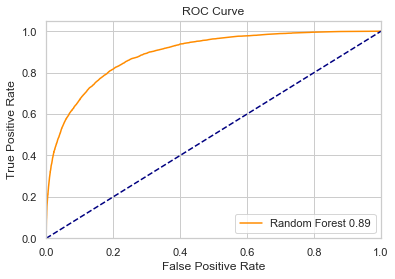 ROC Curve
True Positive Rate
1.0
0.8
0.6
0.4
0.2
0.0
Random Forest 0.89
0.0 0.2 0.4 0.6 0.8 1.0
False Positive Rate